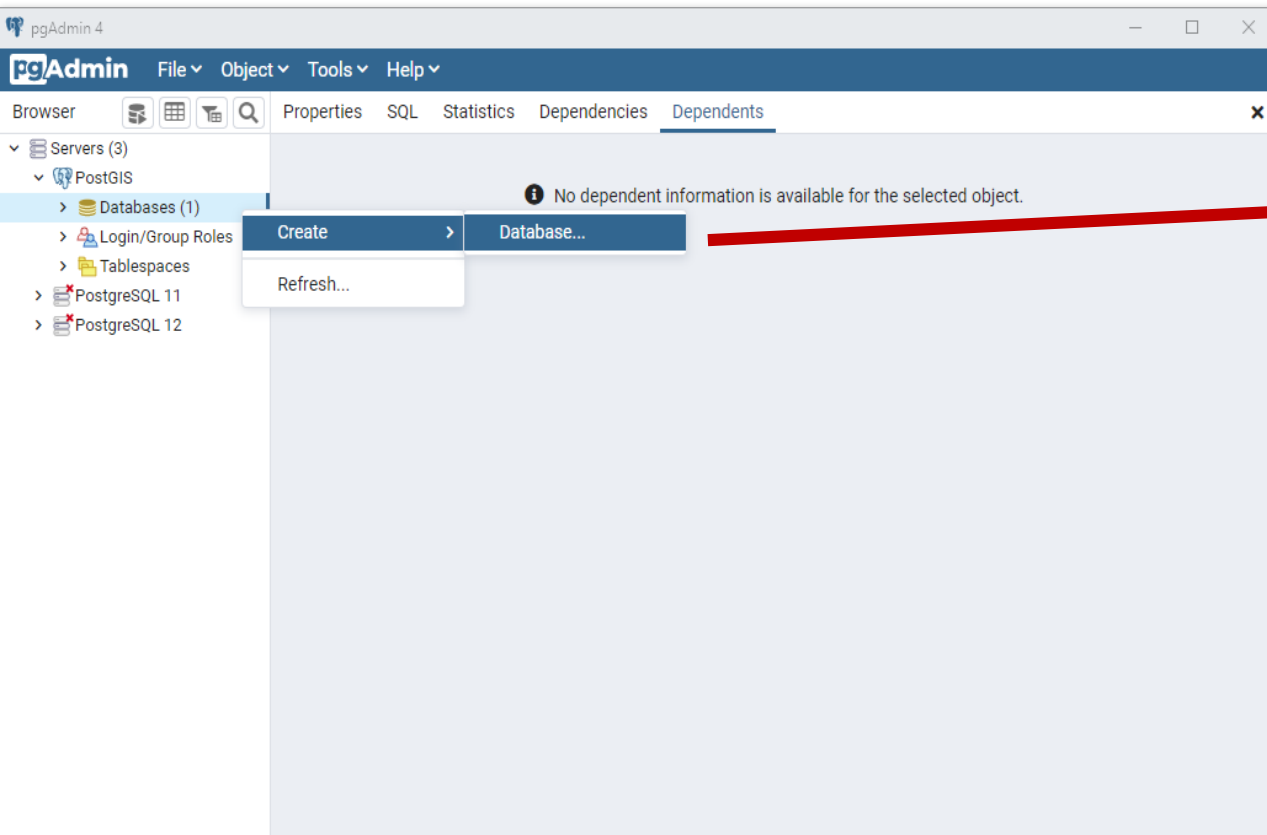 pgAdmin 4
pgAdmin File Object Tools Help
Browser Properties SQL Statistics Dependencies Dependents
Servers (3)
PostGIS
No dependent information is available for the selected object.
Databases (1)
Login/Group Roles
Create Database...
Tablespaces
Refresh...
PostgreSQL 11
PostgreSQL 12